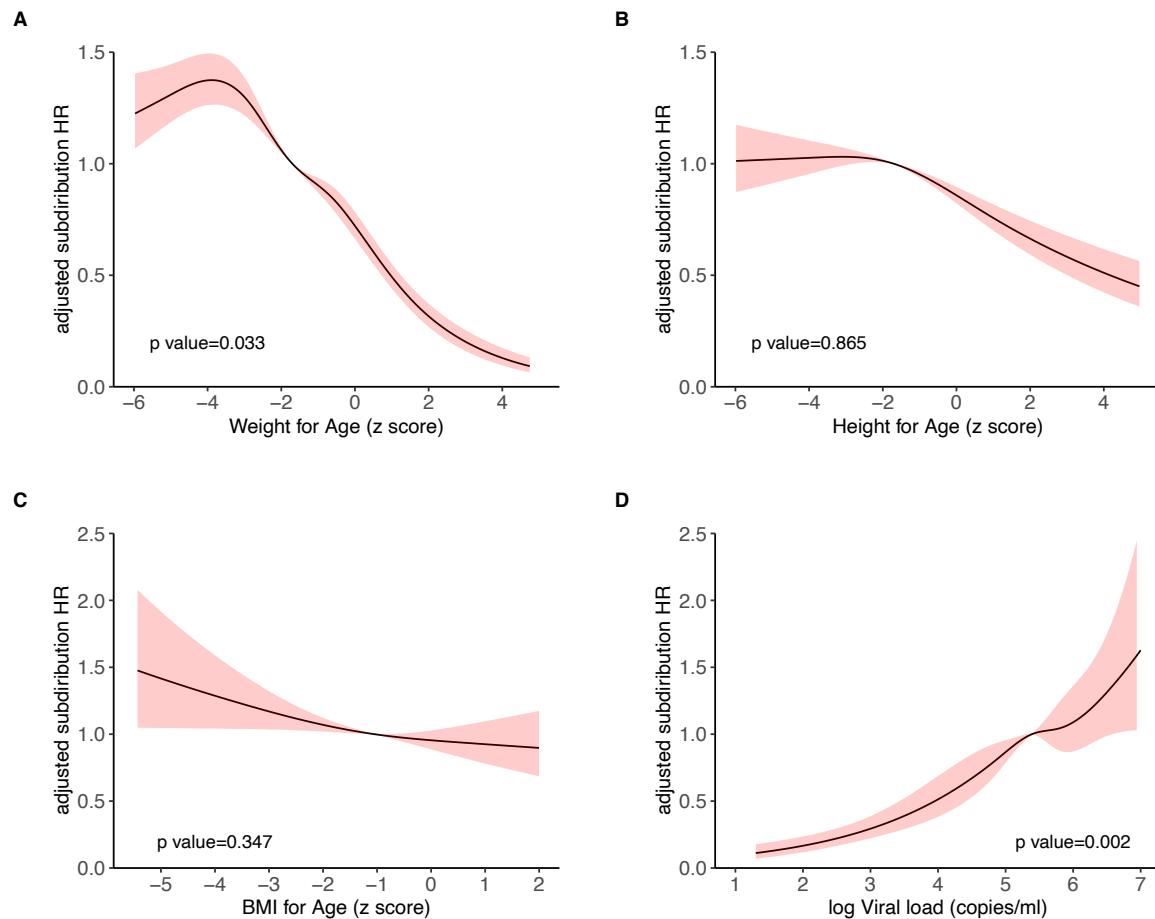 A
adjusted subdiribution HR
1.5
1.0
0.5
0.0
p value=0.033
−6 −4 −2 0 2 4
Weight for Age (z score)
B
adjusted subdiribution HR
1.5
1.0
0.5
0.0
p value=0.865
−6 −4 −2 0 2 4
Height for Age (z score)
C
adjusted subdiribution HR
2.5
2.0
1.5
1.0
0.5
0.0
p value=0.347
−5 −4 −3 −2 −1 0 1 2
BMI for Age (z score)
D
adjusted subdiribution HR
2.5
2.0
1.5
1.0
0.5
0.0
p value=0.002
1 2 3 4 5 6 7
log Viral load (copies/ml)